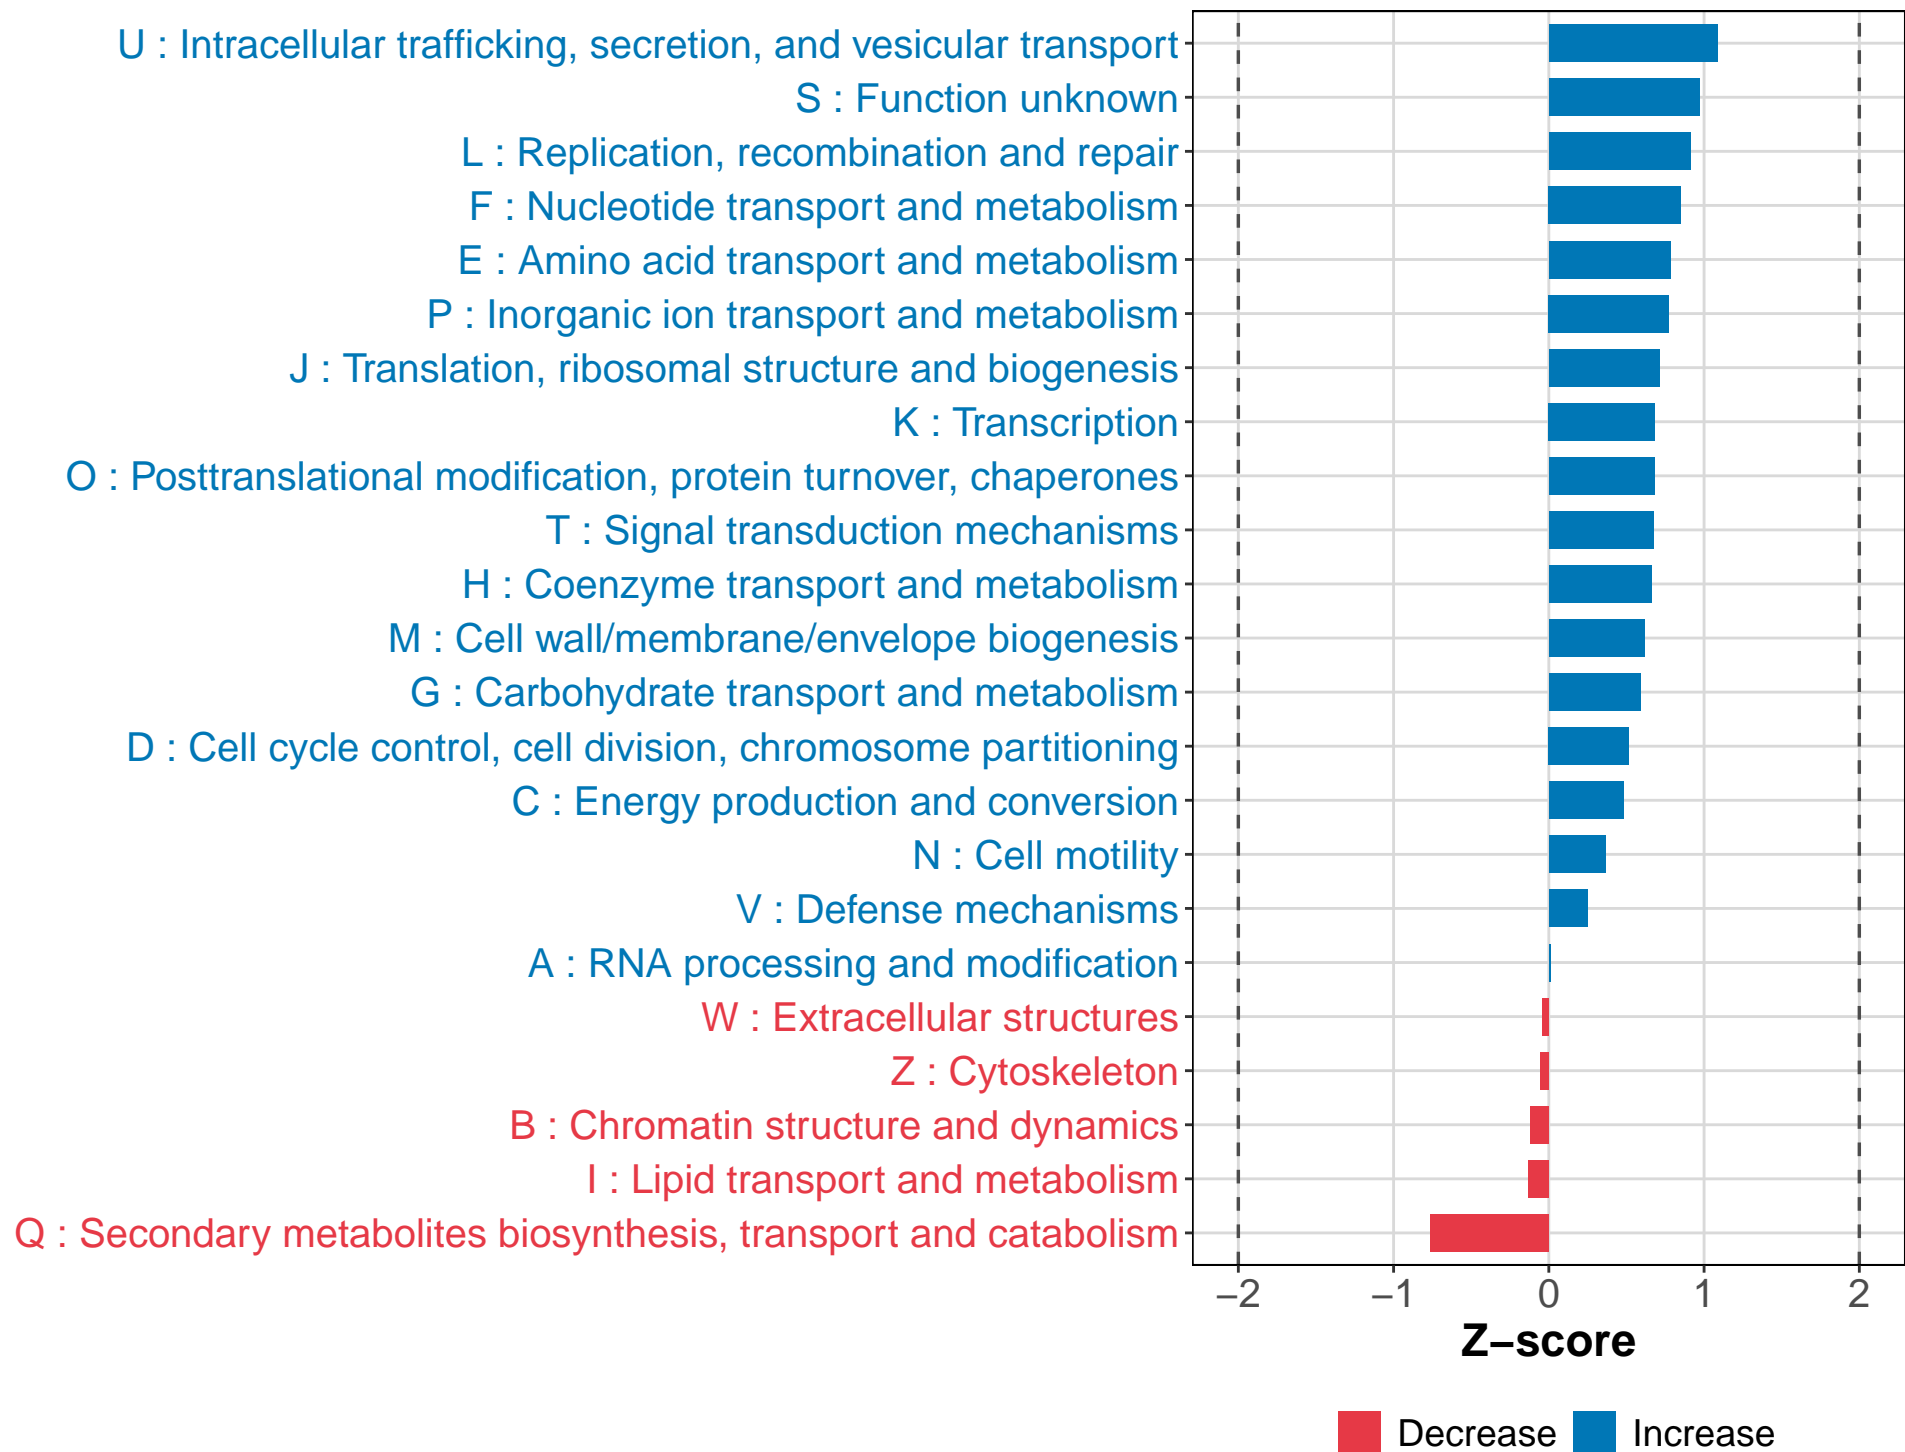 U : Intracellular trafficking, secretion, and vesicular transport
S : Function unknown
L : Replication, recombination and repair
F : Nucleotide transport and metabolism
E : Amino acid transport and metabolism
P : Inorganic ion transport and metabolism
J : Translation, ribosomal structure and biogenesis
K : Transcription
O : Posttranslational modification, protein turnover, chaperones
T : Signal transduction mechanisms
H : Coenzyme transport and metabolism
M : Cell wall/membrane/envelope biogenesis
G : Carbohydrate transport and metabolism
D : Cell cycle control, cell division, chromosome partitioning
C : Energy production and conversion
N : Cell motility
V : Defense mechanisms
A : RNA processing and modification
W : Extracellular structures
Z : Cytoskeleton
B : Chromatin structure and dynamics
I : Lipid transport and metabolism
Q : Secondary metabolites biosynthesis, transport and catabolism
−2 −1 0 1 2
Z−score
Decrease Increase